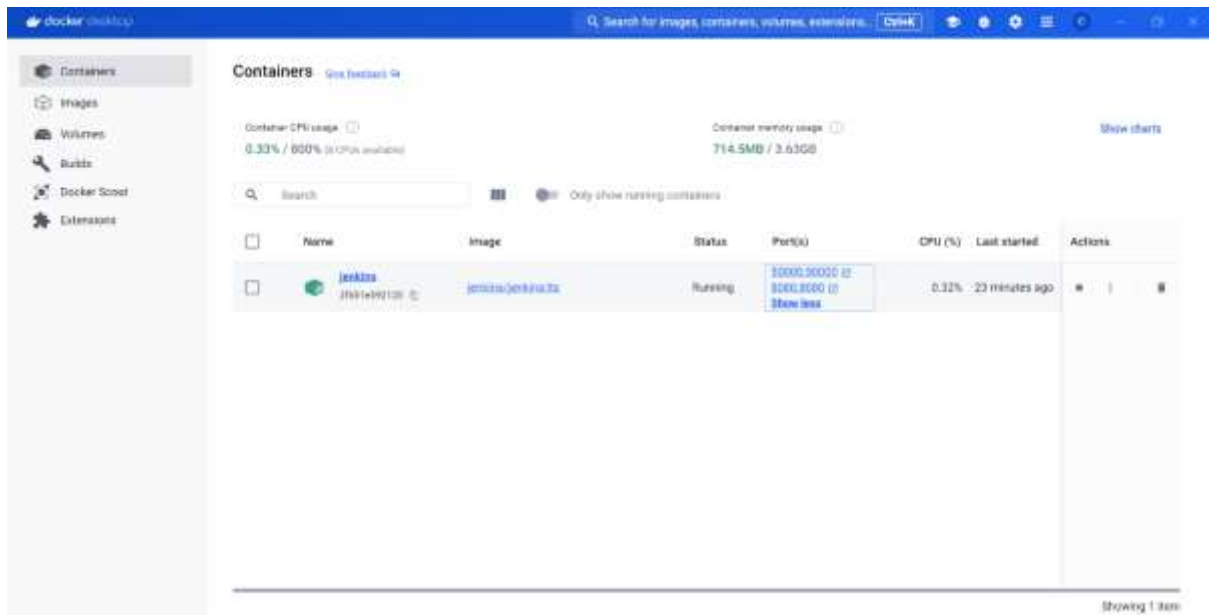 docker desktop
Search for images, containers, volumes, extensions... Ctrl+K
Containers
Images
Volumes
Builds
Docker Scout
Extensions
Containers Give feedback
Container CPU usage
0.33% / 800% (8 CPUs available)
Container memory usage
714.5MB / 3.63GB
Show charts
Search
Only show running containers
Name Image Status Port(s) CPU (%) Last started Actions
jenkins
jenkins/jenkins:lts
Running
50000:50000
8080:8080
Show less
0.32% 23 minutes ago
Showing 1 item